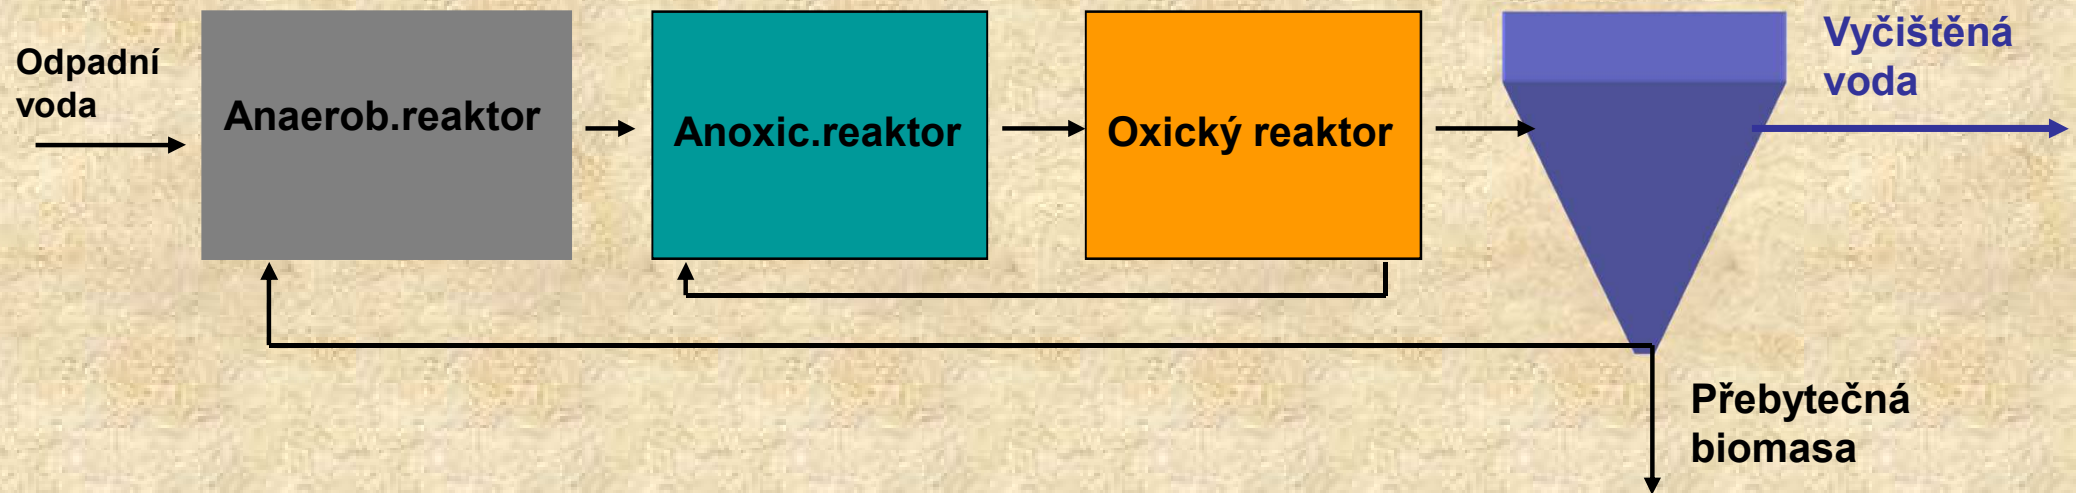 Odpadní
voda
Anaerob.reaktor
Anoxic.reaktor
Oxický reaktor
Vyčištěná
voda
Přebytečná
biomasa